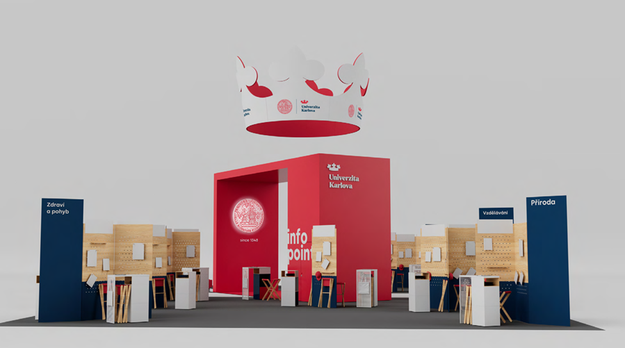 Univerzita
Karlova
Univerzita
Karlova
Zdraví
a pohyb
Příroda
Vzdělávání
info
point